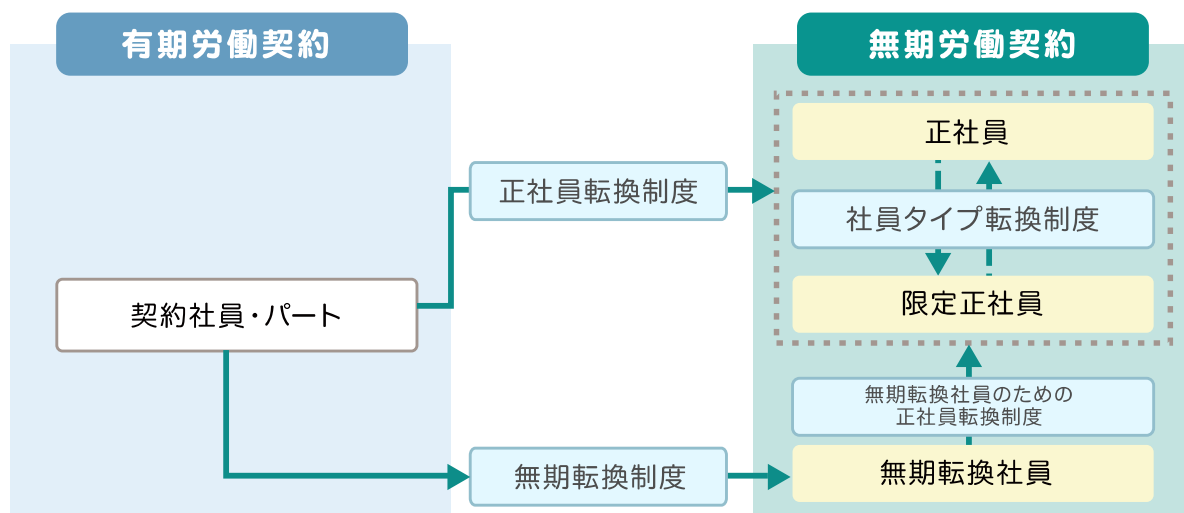 有期労働契約
無期労働契約
正社員
正社員転換制度
社員タイプ転換制度
契約社員・パート
限定正社員
無期転換社員のための
正社員転換制度
無期転換制度
無期転換社員